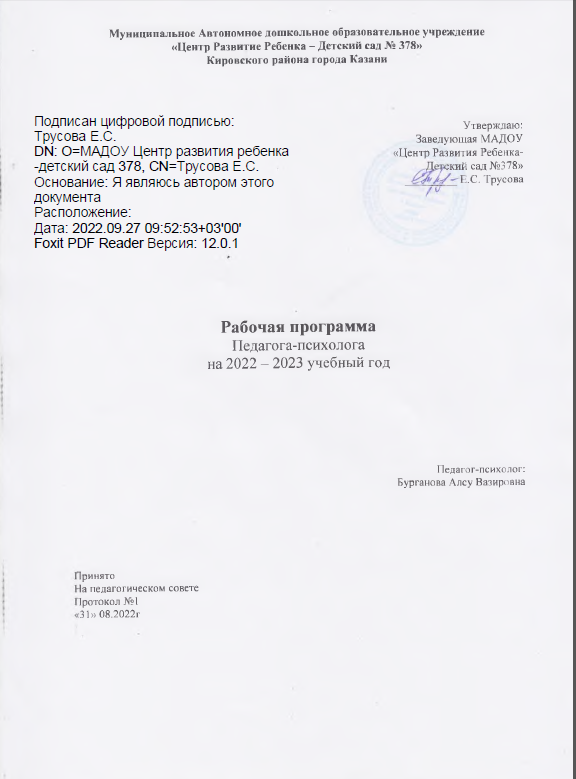 Муниципальное Автономное дошкольное образовательное учреждение
«Центр Развитие Ребенка – Детский сад № 378»
Кировского района города Казани
Подписан цифровой подписью:
Трусова Е.С.
DN: O=МАДОУ Центр развития ребенка
-детский сад 378, CN=Трусова Е.С.
Основание: Я являюсь автором этого
документа
Расположение:
Дата: 2022.09.27 09:52:53+03'00'
Foxit PDF Reader Версия: 12.0.1
Утверждаю:
Заведующая МАДОУ
«Центр Развития Ребенка-
Детский сад №378»
Е.С. Трусова
Рабочая программа
Педагога-психолога
на 2022 – 2023 учебный год
Педагог-психолог:
Бурганова Алсу Вазировна
Принято
На педагогическом совете
Протокол №1
«31» 08.2022г